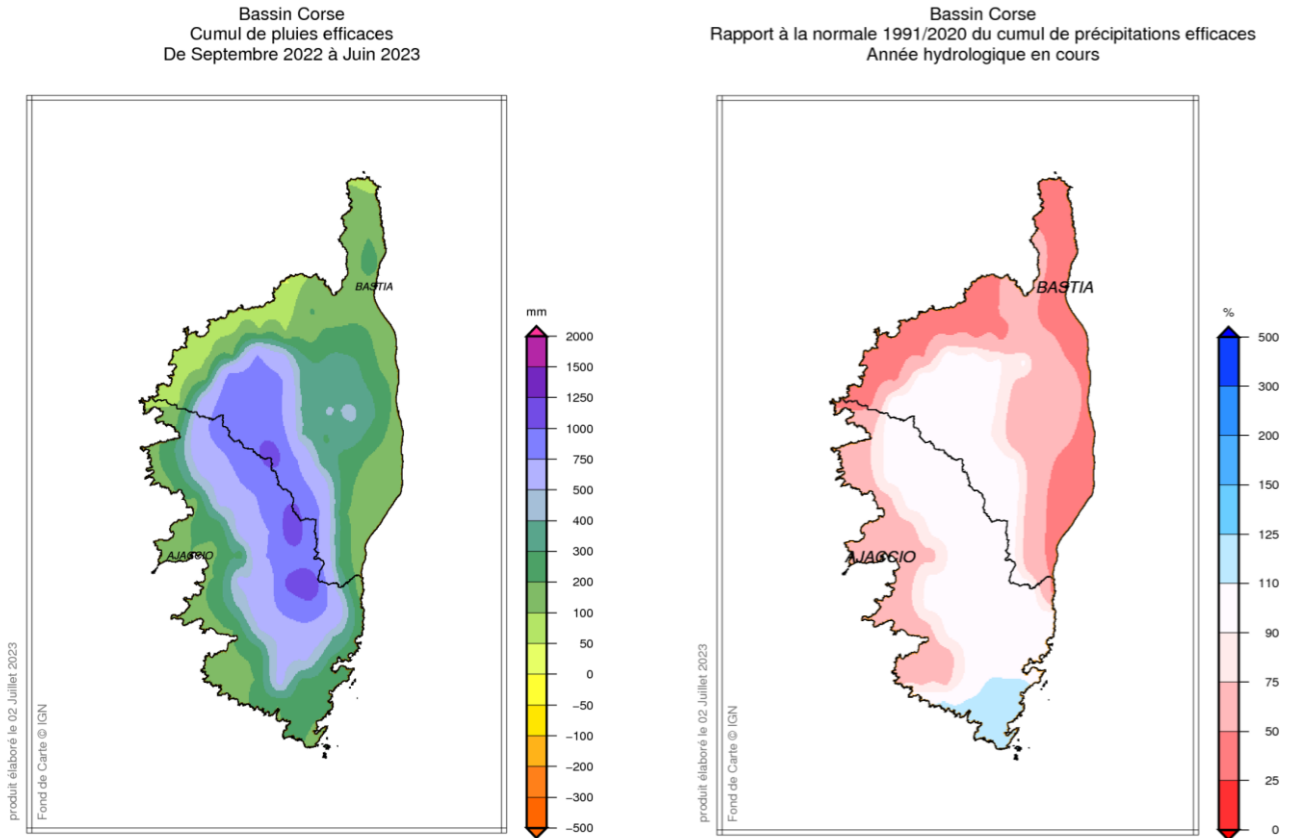 Bassin Corse
Cumul de pluies efficaces
De Septembre 2022 à Juin 2023
BASTIA
AJACCIO
mm
2000
1500
1250
1000
750
500
400
300
200
100
50
0
−50
−100
−200
−300
−500
produit élaboré le 02 Juillet 2023
Fond de Carte © IGN
Bassin Corse
Rapport à la normale 1991/2020 du cumul de précipitations efficaces
Année hydrologique en cours
BASTIA
AJACCIO
%
500
300
200
150
125
110
90
75
50
25
0
produit élaboré le 02 Juillet 2023
Fond de Carte © IGN